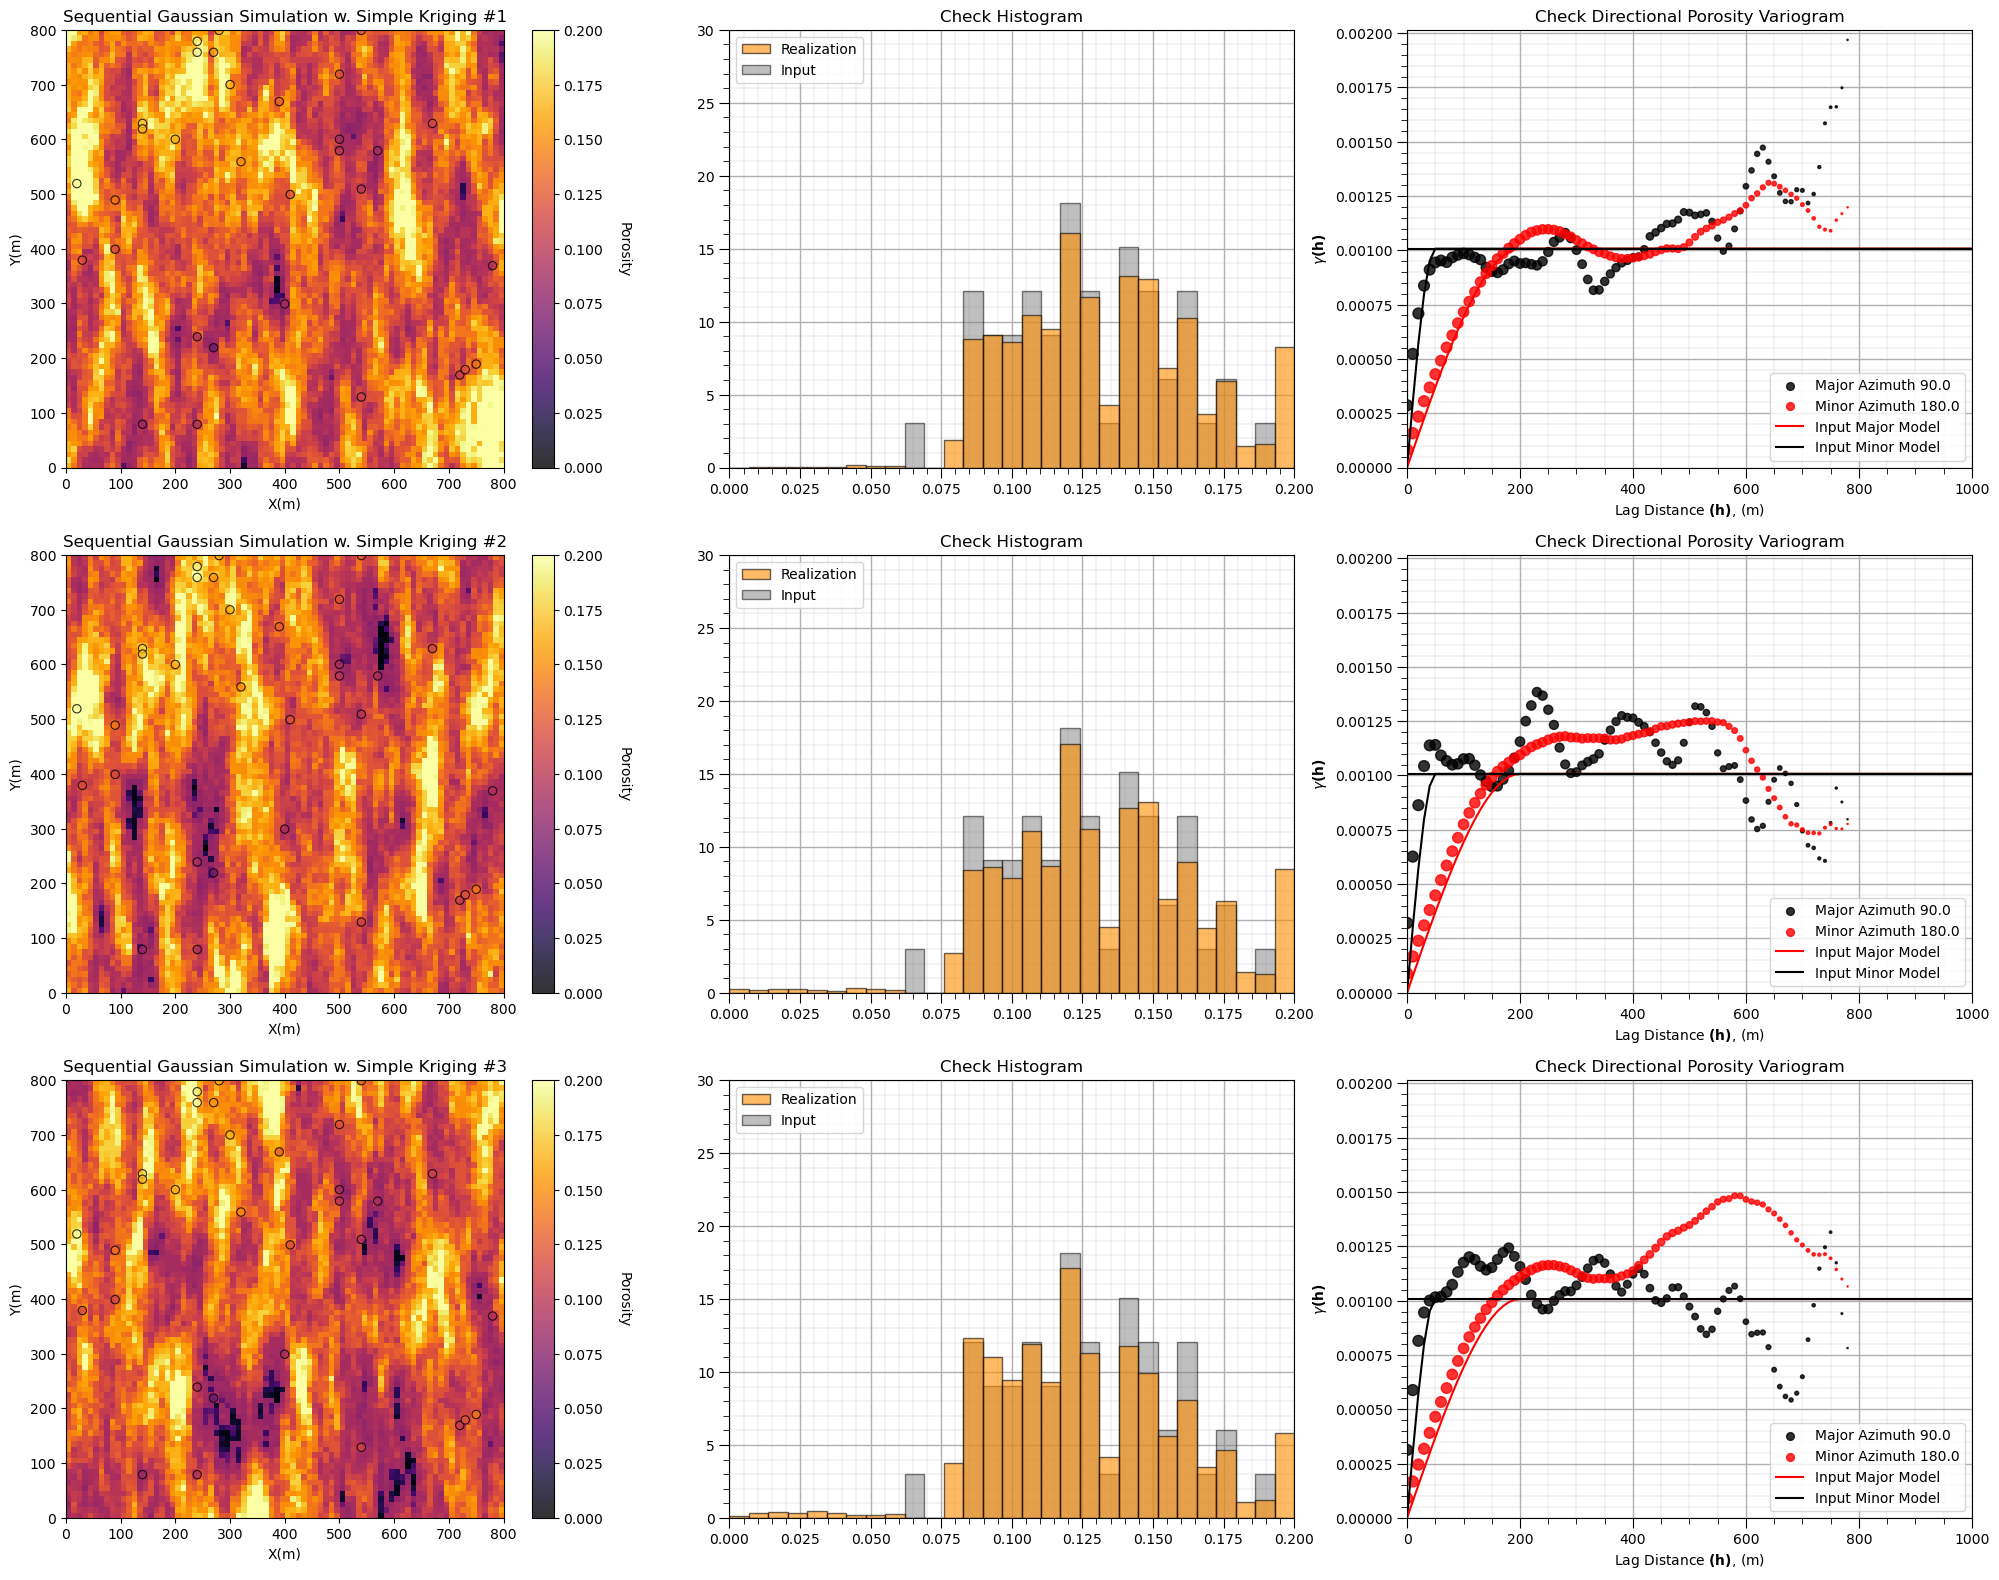 Sequential Gaussian Simulation w. Simple Kriging #1
800
700
600
500
400
300
200
100
0
Y(m)
0 100 200 300 400 500 600 700 800
X(m)
0.200
0.175
0.150
0.125
0.100
0.075
0.050
0.025
0.000
Porosity
Check Histogram
Realization
Input
30
25
20
15
10
5
0
0.000 0.025 0.050 0.075 0.100 0.125 0.150 0.175 0.200
Check Directional Porosity Variogram
0.00200
0.00175
0.00150
0.00125
0.00100
0.00075
0.00050
0.00025
0.00000
γ(h)
Major Azimuth 90.0
Minor Azimuth 180.0
Input Major Model
Input Minor Model
0 200 400 600 800 1000
Lag Distance (h), (m)
Sequential Gaussian Simulation w. Simple Kriging #2
800
700
600
500
400
300
200
100
0
Y(m)
0 100 200 300 400 500 600 700 800
X(m)
0.200
0.175
0.150
0.125
0.100
0.075
0.050
0.025
0.000
Porosity
Check Histogram
Realization
Input
30
25
20
15
10
5
0
0.000 0.025 0.050 0.075 0.100 0.125 0.150 0.175 0.200
Check Directional Porosity Variogram
0.00200
0.00175
0.00150
0.00125
0.00100
0.00075
0.00050
0.00025
0.00000
γ(h)
Major Azimuth 90.0
Minor Azimuth 180.0
Input Major Model
Input Minor Model
0 200 400 600 800 1000
Lag Distance (h), (m)
Sequential Gaussian Simulation w. Simple Kriging #3
800
700
600
500
400
300
200
100
0
Y(m)
0 100 200 300 400 500 600 700 800
X(m)
0.200
0.175
0.150
0.125
0.100
0.075
0.050
0.025
0.000
Porosity
Check Histogram
Realization
Input
30
25
20
15
10
5
0
0.000 0.025 0.050 0.075 0.100 0.125 0.150 0.175 0.200
Check Directional Porosity Variogram
0.00200
0.00175
0.00150
0.00125
0.00100
0.00075
0.00050
0.00025
0.00000
γ(h)
Major Azimuth 90.0
Minor Azimuth 180.0
Input Major Model
Input Minor Model
0 200 400 600 800 1000
Lag Distance (h), (m)